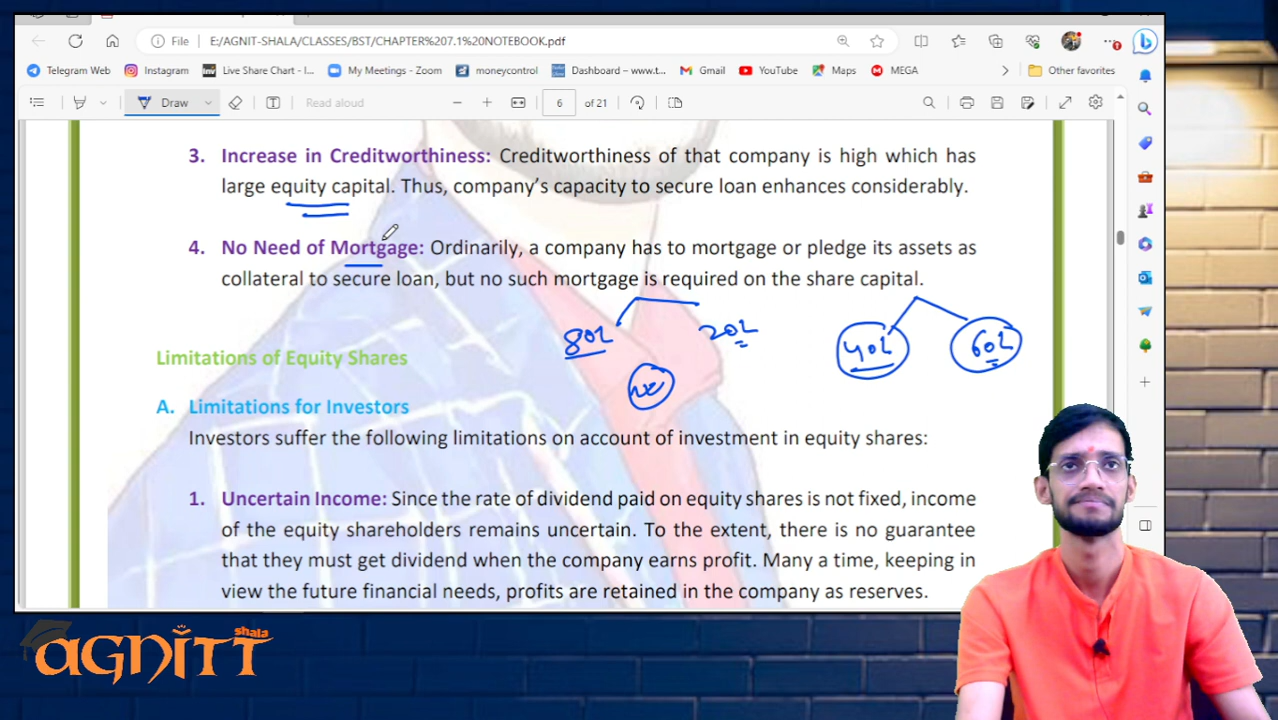 File E:/AGNIT-SHALA/CLASSES/BST/CHAPTER%207.1%20NOTEBOOK.pdf
Telegram Web Instagram Live Share Chart - I... My Meetings - Zoom moneycontrol Dashboard – www.t... Gmail YouTube Maps MEGA Other favorites
Draw Read aloud 6 of 21
3. Increase in Creditworthiness: Creditworthiness of that company is high which has
large equity capital. Thus, company's capacity to secure loan enhances considerably.
4. No Need of Mortgage: Ordinarily, a company has to mortgage or pledge its assets as
collateral to secure loan, but no such mortgage is required on the share capital.
80L 20L 40L 60L
Limitations of Equity Shares
A. Limitations for Investors
Investors suffer the following limitations on account of investment in equity shares:
1. Uncertain Income: Since the rate of dividend paid on equity shares is not fixed, income
of the equity shareholders remains uncertain. To the extent, there is no guarantee
that they must get dividend when the company earns profit. Many a time, keeping in
view the future financial needs, profits are retained in the company as reserves.
AGNITT shala